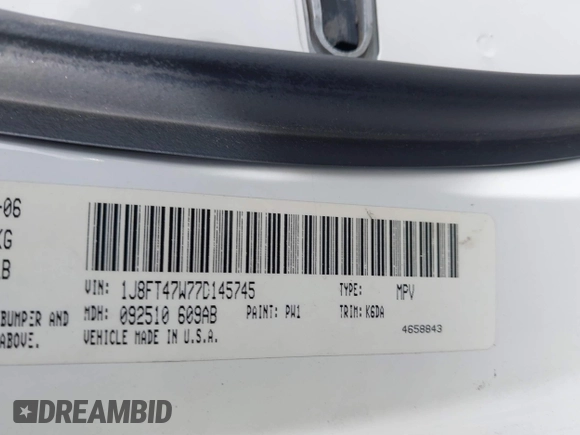 -06
KG
LB
VIN: 1J8FT47W77D145745 TYPE: MPV
BUMPER AND MDH: 092510 609AB PAINT: PW1 TRIM: K6DA
ABOVE. VEHICLE MADE IN U.S.A. 4658843
DREAMBID